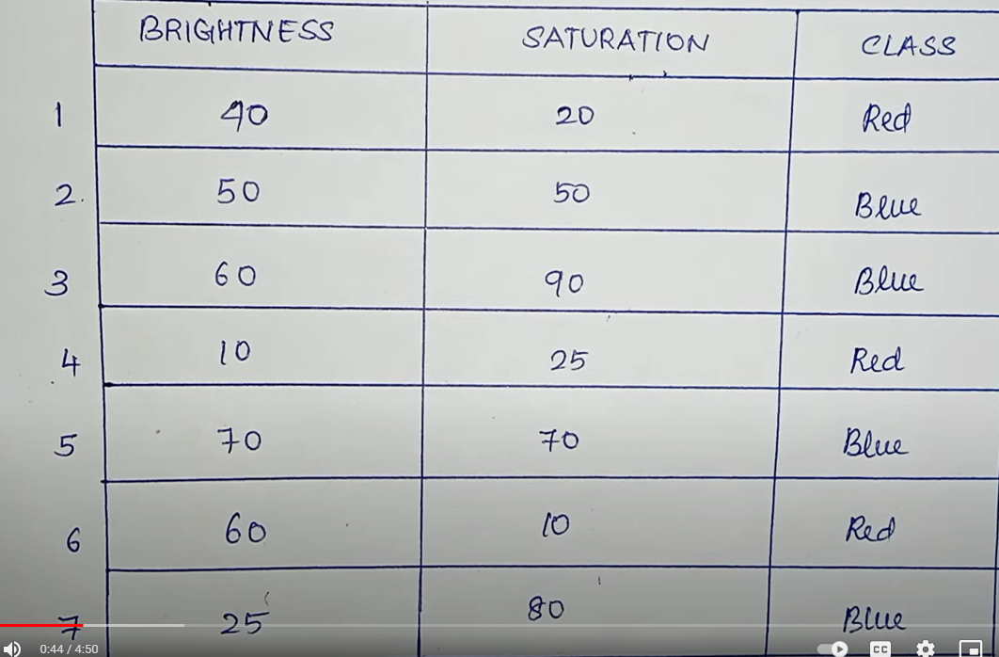 BRIGHTNESS SATURATION CLASS
1 40 20 Red
2. 50 50 Blue
3 60 90 Blue
4 10 25 Red
5 70 70 Blue
6 60 10 Red
7 25 80 Blue
0:44 / 4:50 CC